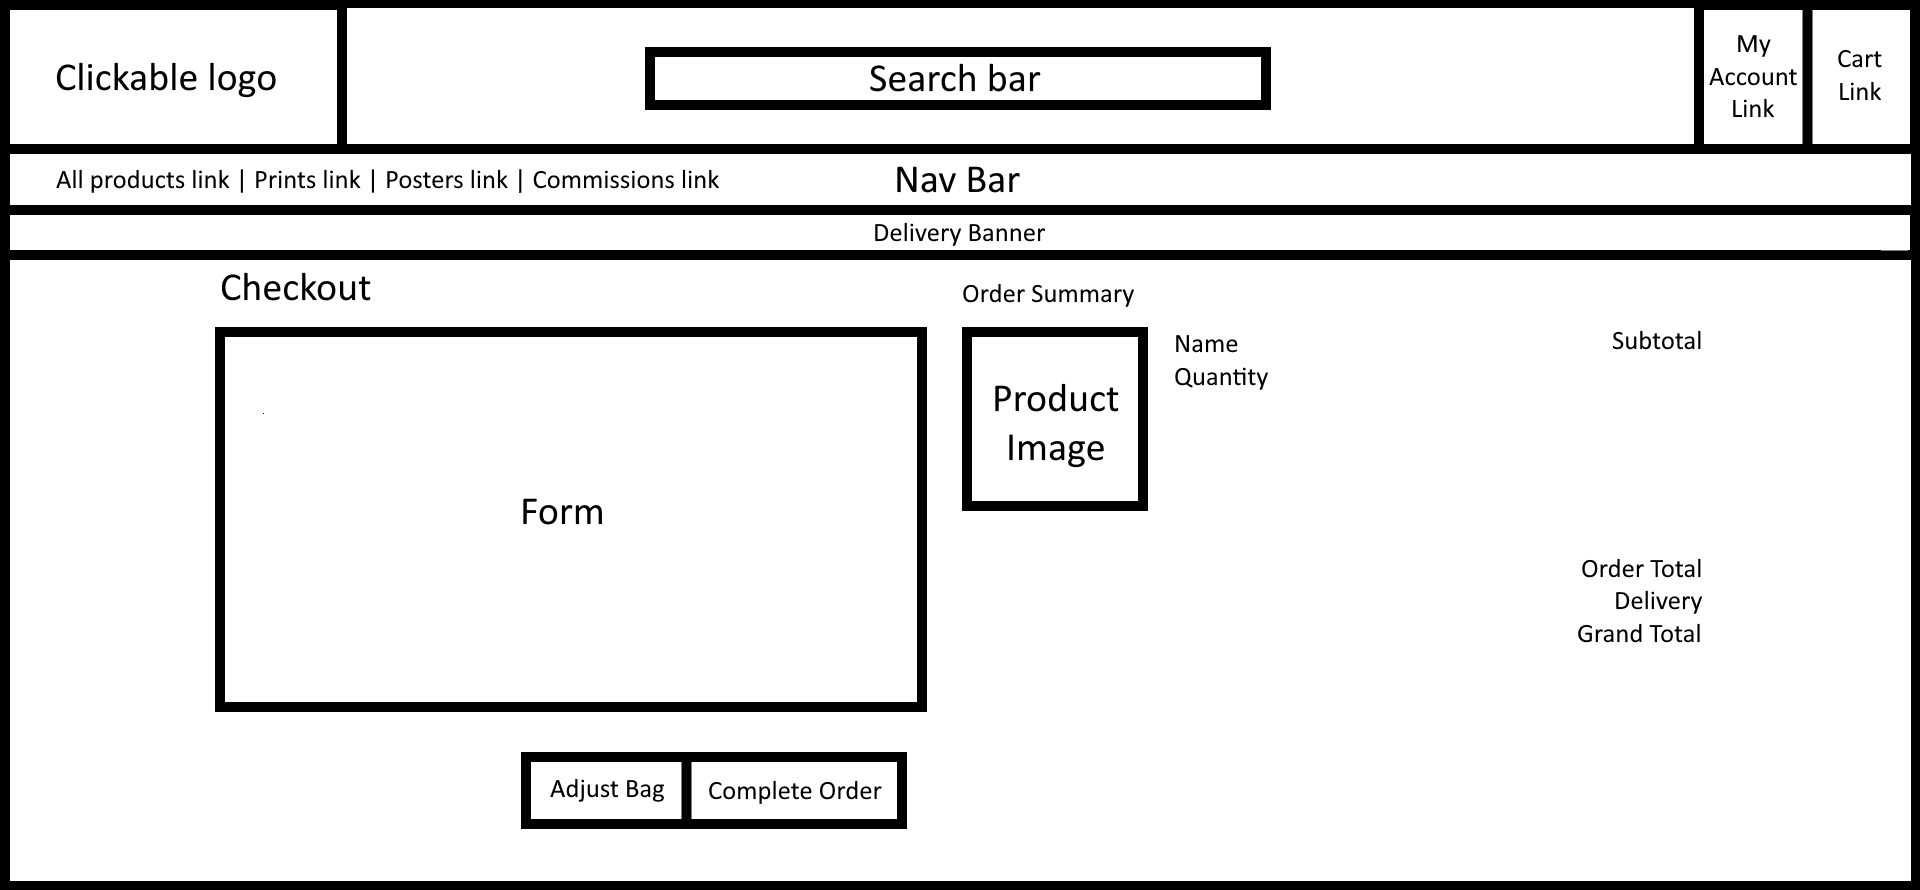 Clickable logo
Search bar
My
Account
Link
Cart
Link
All products link | Prints link | Posters link | Commissions link
Nav Bar
Delivery Banner
Checkout
Form
Adjust Bag
Complete Order
Order Summary
Product
Image
Name
Quantity
Subtotal
Order Total
Delivery
Grand Total